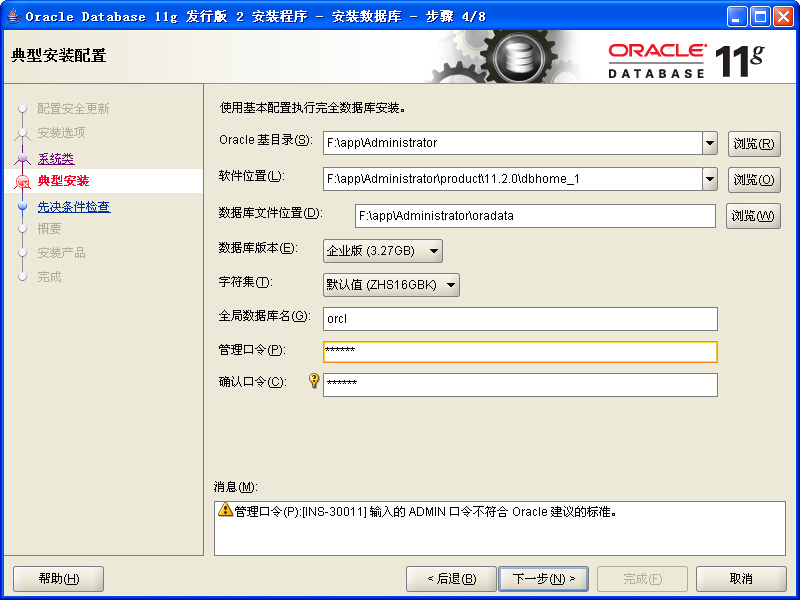 Oracle Database 11g 发行版 2 安装程序 - 安装数据库 - 步骤 4/8
典型安装配置
ORACLE
DATABASE 11g
配置安全更新
安装选项
系统类
典型安装
先决条件检查
概要
安装产品
完成
使用基本配置执行完全数据库安装。
Oracle 基目录(S): F:\app\Administrator 浏览(R)
软件位置(L): F:\app\Administrator\product\11.2.0\dbhome_1 浏览(O)
数据库文件位置(D): F:\app\Administrator\oradata 浏览(W)
数据库版本(E): 企业版 (3.27GB)
字符集(T): 默认值 (ZHS16GBK)
全局数据库名(G): orcl
管理口令(P): ******
确认口令(C): ******
消息(M):
管理口令(P):[INS-30011] 输入的 ADMIN 口令不符合 Oracle 建议的标准。
帮助(H) < 后退(B) 下一步(N) > 完成(F) 取消